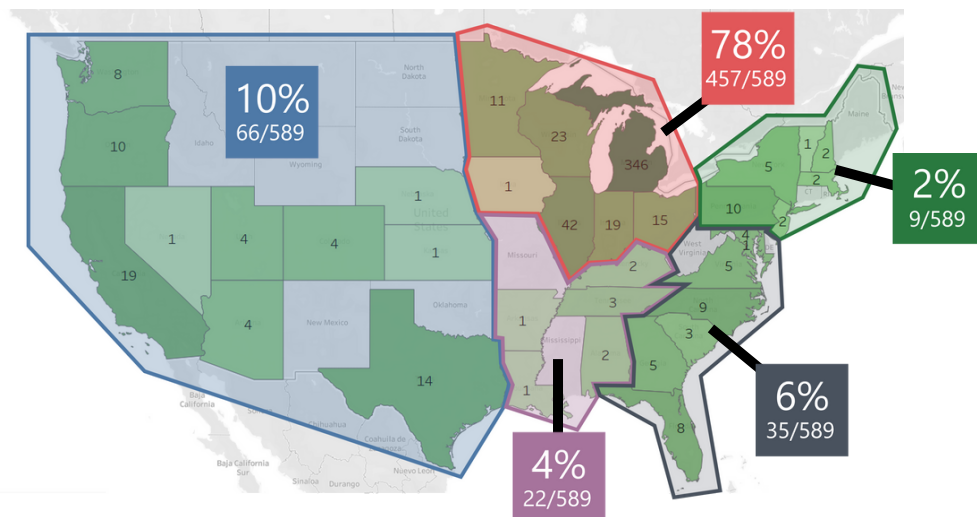 78%
457/589
10%
66/589
2%
9/589
6%
35/589
4%
22/589
8
10
19
1
4
4
4
1
1
14
11
23
1
346
42
19
15
1
1
2
3
2
5
10
1
2
2
2
4
1
5
9
3
5
8
North
Dakota
South
Dakota
Idaho
Wyoming
United
States
Oklahoma
New Mexico
Missouri
Mississippi
West
Virginia
Maine
CT
Baja
California
Baja California
Sur
Chihuahua
Coahuila de
Nuevo León
Sinaloa
Durango